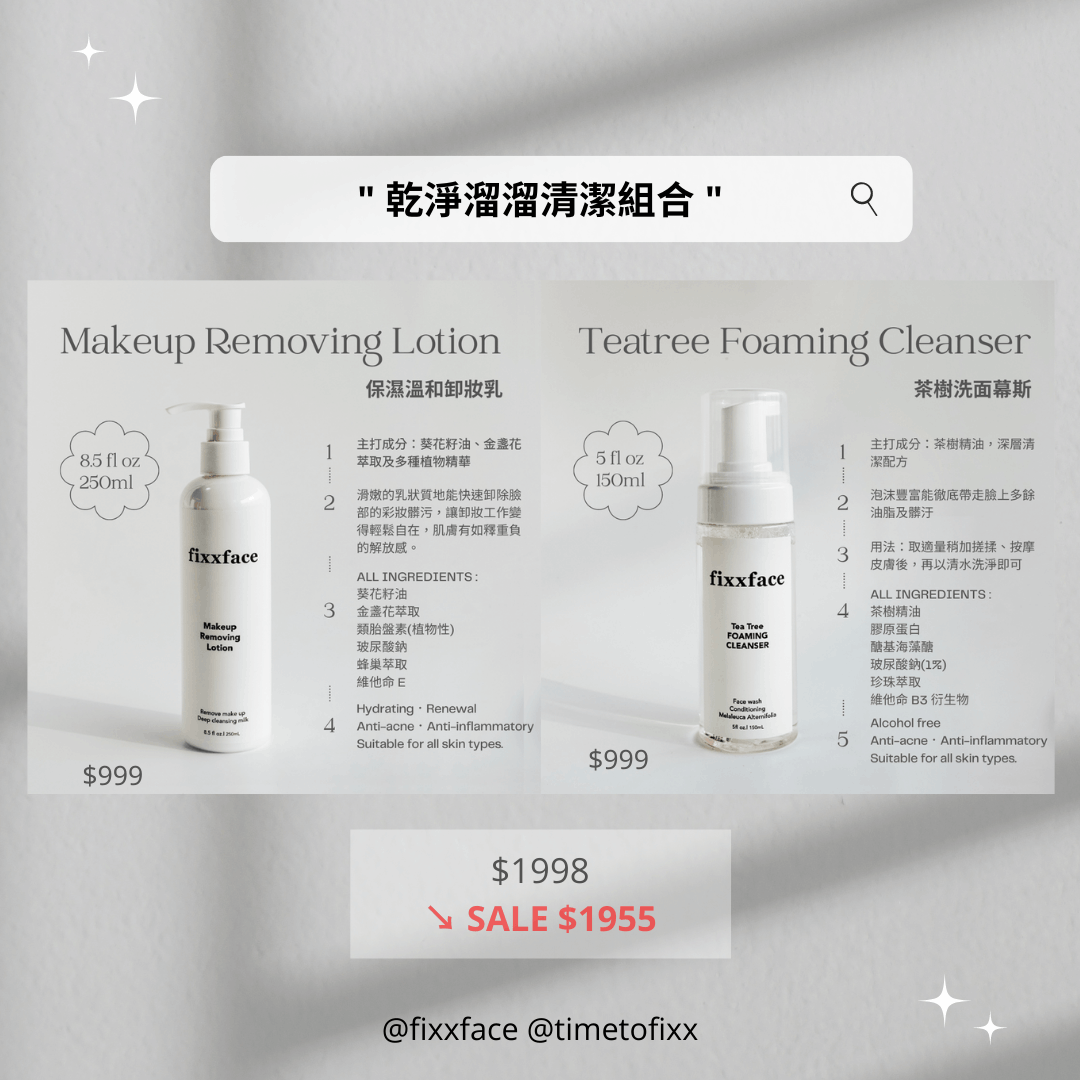 " 乾淨溜溜清潔組合 "
Makeup Removing Lotion
保濕溫和卸妝乳
8.5 fl oz
250ml
fixxface
Makeup
Removing
Lotion
Remove make up
Deep cleansing milk
8.5 fl oz.| 250mL
1
主打成分：葵花籽油、金盞花
萃取及多種植物精華
2
滑嫩的乳狀質地能快速卸除臉
部的彩妝髒污，讓卸妝工作變
得輕鬆自在，肌膚有如釋重負
的解放感。
3
ALL INGREDIENTS :
葵花籽油
金盞花萃取
類胎盤素(植物性)
玻尿酸鈉
蜂巢萃取
維他命 E
4
Hydrating・Renewal
Anti-acne・Anti-inflammatory
Suitable for all skin types.
$999
Teatree Foaming Cleanser
茶樹洗面幕斯
5 fl oz
150ml
fixxface
Tea Tree
FOAMING
CLEANSER
Face wash
Conditioning
Melaleuca Alternifolia
5fl oz | 150mL
1
主打成分：茶樹精油，深層清
潔配方
2
泡沫豐富能徹底帶走臉上多餘
油脂及髒汙
3
用法：取適量稍加搓揉、按摩
皮膚後，再以清水洗淨即可
4
ALL INGREDIENTS :
茶樹精油
膠原蛋白
醣基海藻醣
玻尿酸鈉(1%)
珍珠萃取
維他命 B3 衍生物
5
Alcohol free
Anti-acne・Anti-inflammatory
Suitable for all skin types.
$999
$1998
↘ SALE $1955
@fixxface @timetofixx